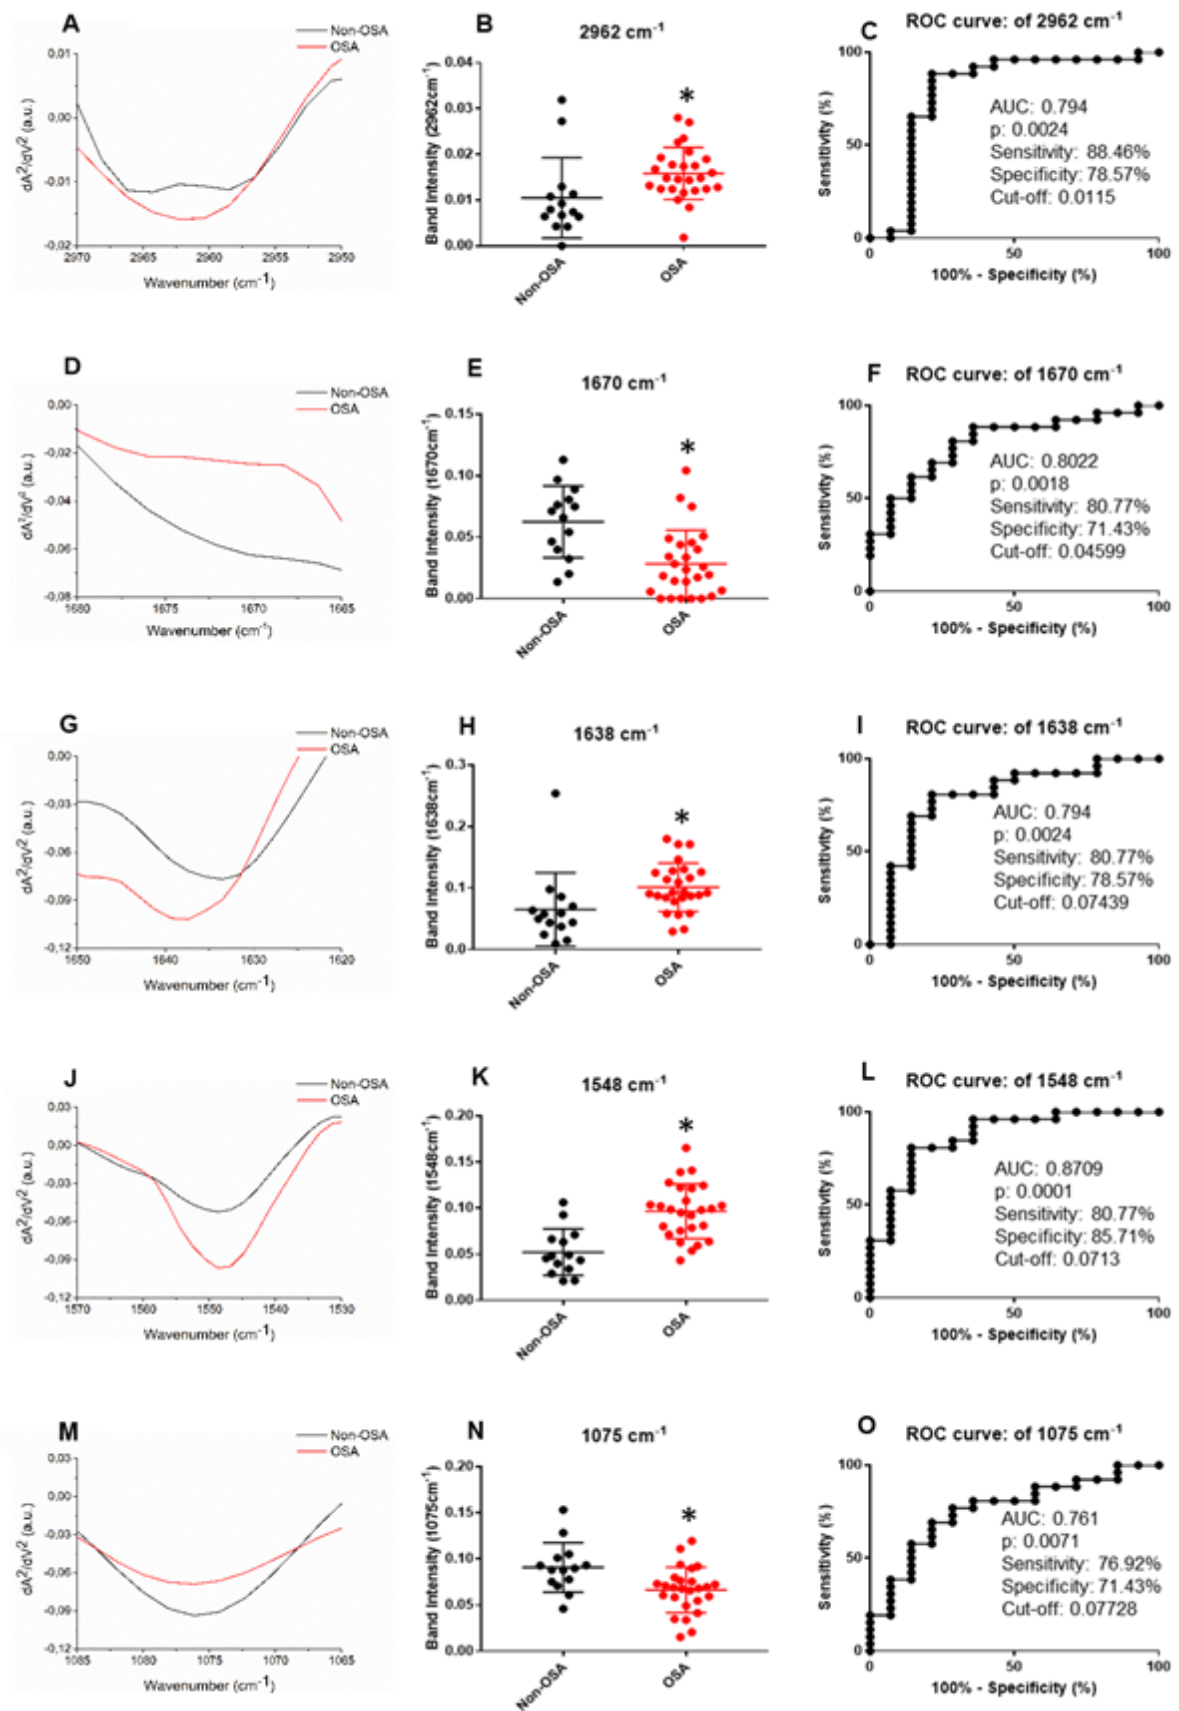 A
Non-OSA
OSA
dA²/dV² (a.u.)
0,01
0,00
-0,01
-0,02
2970
2965
2960
2955
2950
Wavenumber (cm⁻¹)
B
2962 cm⁻¹
Band Intensity (2962cm⁻¹)
0.04
0.03
0.02
0.01
0.00
*
Non-OSA
OSA
C
ROC curve: of 2962 cm⁻¹
Sensitivity (%)
100
50
0
AUC: 0.794
p: 0.0024
Sensitivity: 88.46%
Specificity: 78.57%
Cut-off: 0.0115
0
50
100
100% - Specificity (%)
D
Non-OSA
OSA
dA²/dV² (a.u.)
0,00
-0,02
-0,04
-0,06
-0,08
1680
1675
1670
1665
Wavenumber (cm⁻¹)
E
1670 cm⁻¹
Band Intensity (1670cm⁻¹)
0.15
0.10
0.05
0.00
*
Non-OSA
OSA
F
ROC curve: of 1670 cm⁻¹
Sensitivity (%)
100
50
0
AUC: 0.8022
p: 0.0018
Sensitivity: 80.77%
Specificity: 71.43%
Cut-off: 0.04599
0
50
100
100% - Specificity (%)
G
Non-OSA
OSA
dA²/dV² (a.u.)
0,00
-0,03
-0,06
-0,09
-0,12
1650
1640
1630
1620
Wavenumber (cm⁻¹)
H
1638 cm⁻¹
Band Intensity (1638cm⁻¹)
0.3
0.2
0.1
0.0
*
Non-OSA
OSA
I
ROC curve: of 1638 cm⁻¹
Sensitivity (%)
100
50
0
AUC: 0.794
p: 0.0024
Sensitivity: 80.77%
Specificity: 78.57%
Cut-off: 0.07439
0
50
100
100% - Specificity (%)
J
Non-OSA
OSA
dA²/dV² (a.u.)
0,03
0,00
-0,03
-0,06
-0,09
-0,12
1570
1560
1550
1540
1530
Wavenumber (cm⁻¹)
K
1548 cm⁻¹
Band Intensity (1548cm⁻¹)
0.20
0.15
0.10
0.05
0.00
*
Non-OSA
OSA
L
ROC curve: of 1548 cm⁻¹
Sensitivity (%)
100
50
0
AUC: 0.8709
p: 0.0001
Sensitivity: 80.77%
Specificity: 85.71%
Cut-off: 0.0713
0
50
100
100% - Specificity (%)
M
Non-OSA
OSA
dA²/dV² (a.u.)
0,03
0,00
-0,03
-0,06
-0,09
-0,12
1085
1080
1075
1070
1065
Wavenumber (cm⁻¹)
N
1075 cm⁻¹
Band Intensity (1075cm⁻¹)
0.20
0.15
0.10
0.05
0.00
*
Non-OSA
OSA
O
ROC curve: of 1075 cm⁻¹
Sensitivity (%)
100
50
0
AUC: 0.761
p: 0.0071
Sensitivity: 76.92%
Specificity: 71.43%
Cut-off: 0.07728
0
50
100
100% - Specificity (%)